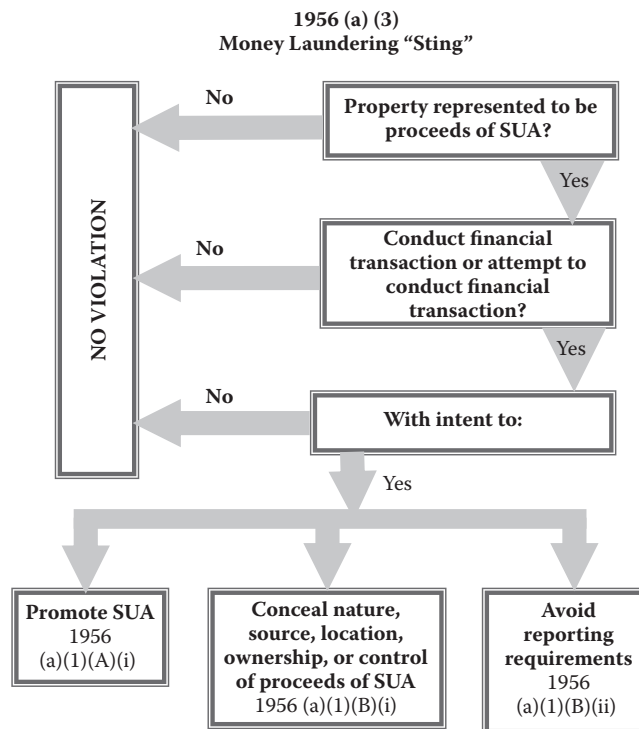 1956 (a) (3)
Money Laundering “Sting”
No
Property represented to be
proceeds of SUA?
Yes
NO VIOLATION
No
Conduct financial
transaction or attempt to
conduct financial
transaction?
Yes
No
With intent to:
Yes
Promote SUA
1956
(a)(1)(A)(i)
Conceal nature,
source, location,
ownership, or control
of proceeds of SUA
1956 (a)(1)(B)(i)
Avoid
reporting
requirements
1956
(a)(1)(B)(ii)